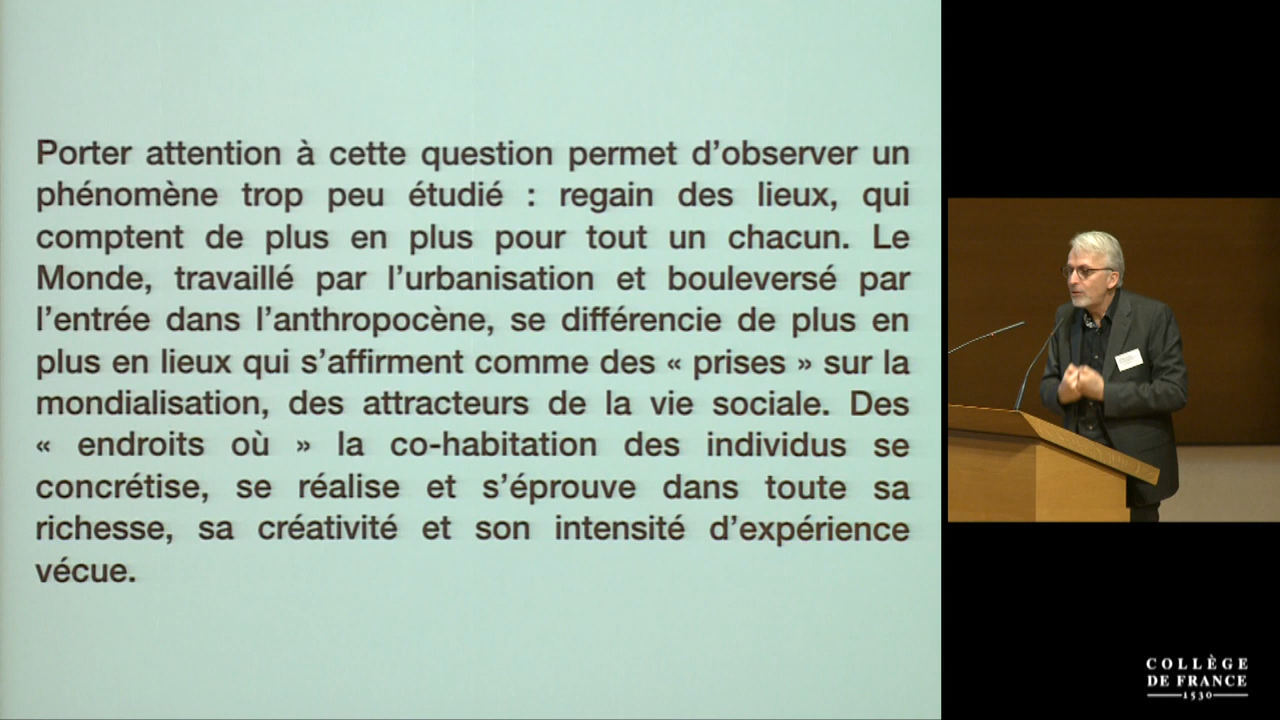 Porter attention à cette question permet d’observer un
phénomène trop peu étudié : regain des lieux, qui
comptent de plus en plus pour tout un chacun. Le
Monde, travaillé par l’urbanisation et bouleversé par
l’entrée dans l’anthropocène, se différencie de plus en
plus en lieux qui s’affirment comme des « prises » sur la
mondialisation, des attracteurs de la vie sociale. Des
« endroits où » la co-habitation des individus se
concrétise, se réalise et s’éprouve dans toute sa
richesse, sa créativité et son intensité d’expérience
vécue.
COLLÈGE
DE FRANCE
1530